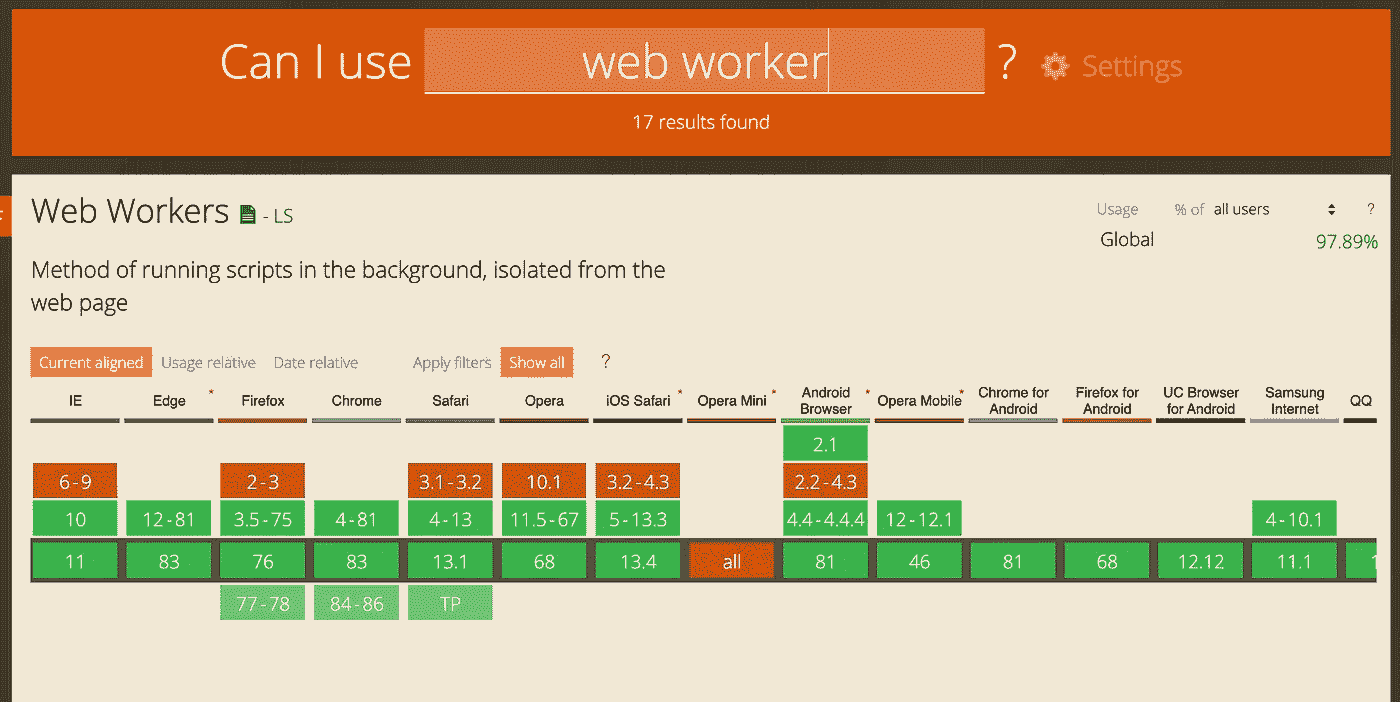 Can I use web worker ? Settings
17 results found
Web Workers - LS
Usage % of all users ?
Global 97.89%
Method of running scripts in the background, isolated from the
web page
Current aligned Usage relative Date relative Apply filters Show all ?
IE Edge * Firefox Chrome Safari Opera iOS Safari * Opera Mini * Android Browser * Opera Mobile * Chrome for Android Firefox for Android UC Browser for Android Samsung Internet QQ
2.1
6-9 2-3 3.1-3.2 10.1 3.2-4.3 2.2-4.3
10 12-81 3.5-75 4-81 4-13 11.5-67 5-13.3 4.4-4.4.4 12-12.1 4-10.1
11 83 76 83 13.1 68 13.4 all 81 46 81 68 12.12 11.1
77-78 84-86 TP